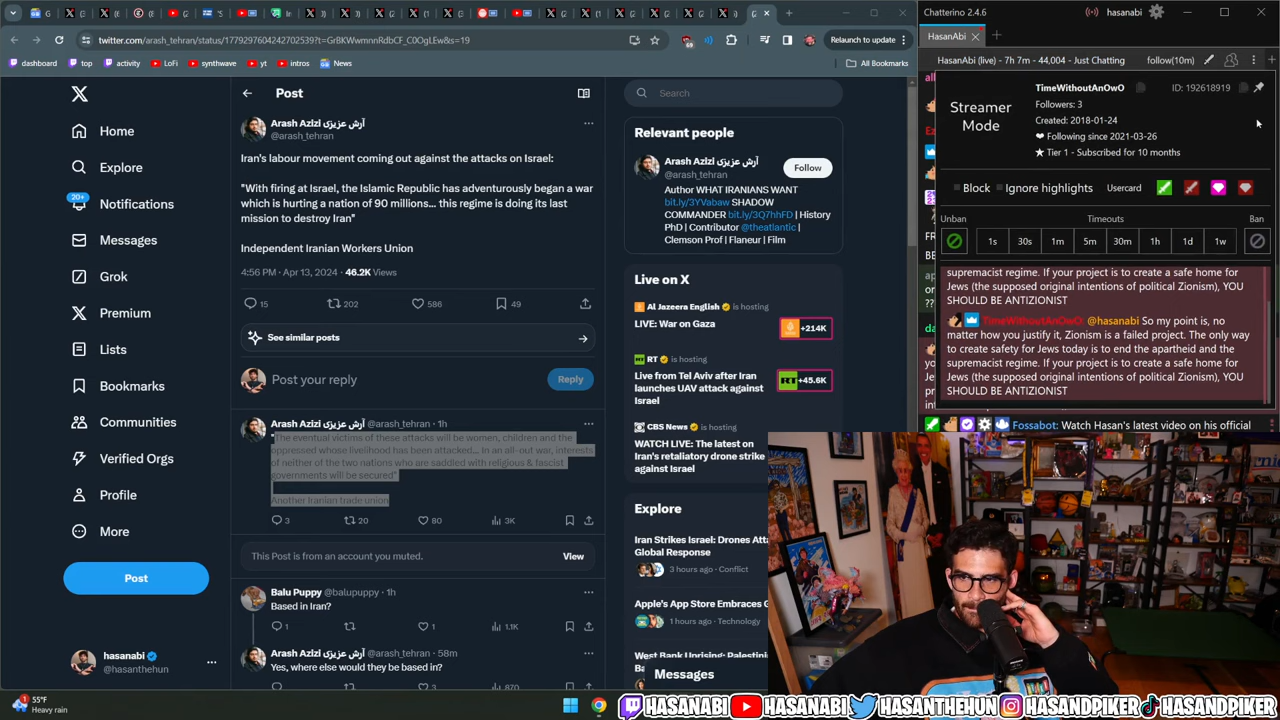 Relaunch to update
twitter.com/arash_tehran/status/1779297604242702539?t=GrBKWwmnnRdbCF_C0OgLEw&s=19
dashboard
top
activity
LoFi
synthwave
yt
intros
News
All Bookmarks
Home
Explore
20+
Notifications
Messages
Grok
Premium
Lists
Bookmarks
Communities
Verified Orgs
Profile
More
Post
hasanabi
@hasanthehun
Post
Arash Azizi آرش عزیزی
@arash_tehran
Iran's labour movement coming out against the attacks on Israel:
"With firing at Israel, the Islamic Republic has adventurously began a war
which is hurting a nation of 90 millions... this regime is doing its last
mission to destroy Iran"
Independent Iranian Workers Union
4:56 PM · Apr 13, 2024 · 46.2K Views
15
202
586
49
See similar posts
Post your reply
Reply
Arash Azizi آرش عزیزی @arash_tehran · 1h
"The eventual victims of these attacks will be women, children and the
oppressed whose livelihood has been attacked... In an all-out war, interests
of neither of the two nations who are saddled with religious & fascist
governments will be secured"
Another Iranian trade union
3
20
80
3K
This Post is from an account you muted.
View
Balu Puppy @balupuppy · 1h
Based in Iran?
1
1
1.1K
Arash Azizi آرش عزیزی @arash_tehran · 58m
Yes, where else would they be based in?
3
870
Search
Relevant people
Arash Azizi آرش عزیزی
@arash_tehran
Follow
Author WHAT IRANIANS WANT
bit.ly/3YVabaw SHADOW
COMMANDER bit.ly/3Q7hhFD | History
PhD | Contributor @theatlantic |
Clemson Prof | Flaneur | Film
Live on X
Al Jazeera English is hosting
LIVE: War on Gaza
+214K
RT is hosting
Live from Tel Aviv after Iran
launches UAV attack against
Israel
+45.6K
CBS News is hosting
WATCH LIVE: The latest on
Iran's retaliatory drone strike
against Israel
Explore
Iran Strikes Israel: Drones Atta
Global Response
3 hours ago · Conflict
Apple's App Store Embraces G
1 hours ago · Technology
West Bank Uprising: Palestinia
Messages
Chatterino 2.4.6
hasanabi
HasanAbi
HasanAbi (live) - 7h 7m - 44,004 - Just Chatting
follow(10m)
Streamer
Mode
TimeWithoutAnOwO
ID: 192618919
Followers: 3
Created: 2018-01-24
Following since 2021-03-26
Tier 1 - Subscribed for 10 months
Block
Ignore highlights
Usercard
Unban
Timeouts
Ban
1s
30s
1m
5m
30m
1h
1d
1w
supremacist regime. If your project is to create a safe home for
Jews (the supposed original intentions of political Zionism), YOU
SHOULD BE ANTIZIONIST
TimeWithoutAnOwO @hasanabi So my point is, no
matter how you justify it, Zionism is a failed project. The only way
to create safety for Jews today is to end the apartheid and the
supremacist regime. If your project is to create a safe home for
Jews (the supposed original intentions of political Zionism), YOU
SHOULD BE ANTIZIONIST
Fossabot: Watch Hasan's latest video on his official
55°F
Heavy rain
HASANABI
HASANABI
HASANTHEHUN
HASANDPIKER
HASANDPIKER